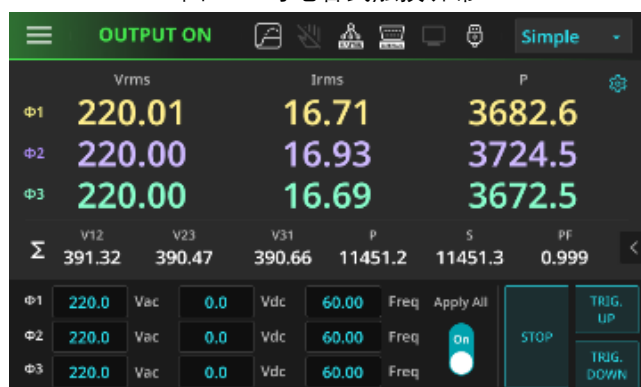 OUTPUT ON Simple
Vrms Irms P
Φ1 220.01 16.71 3682.6
Φ2 220.00 16.93 3724.5
Φ3 220.00 16.69 3672.5
V12 V23 V31 P S PF
Σ 391.32 390.47 390.66 11451.2 11451.3 0.999
Φ1 220.0 Vac 0.0 Vdc 60.00 Freq Apply All
Φ2 220.0 Vac 0.0 Vdc 60.00 Freq On STOP
Φ3 220.0 Vac 0.0 Vdc 60.00 Freq
TRIG.
UP
TRIG.
DOWN